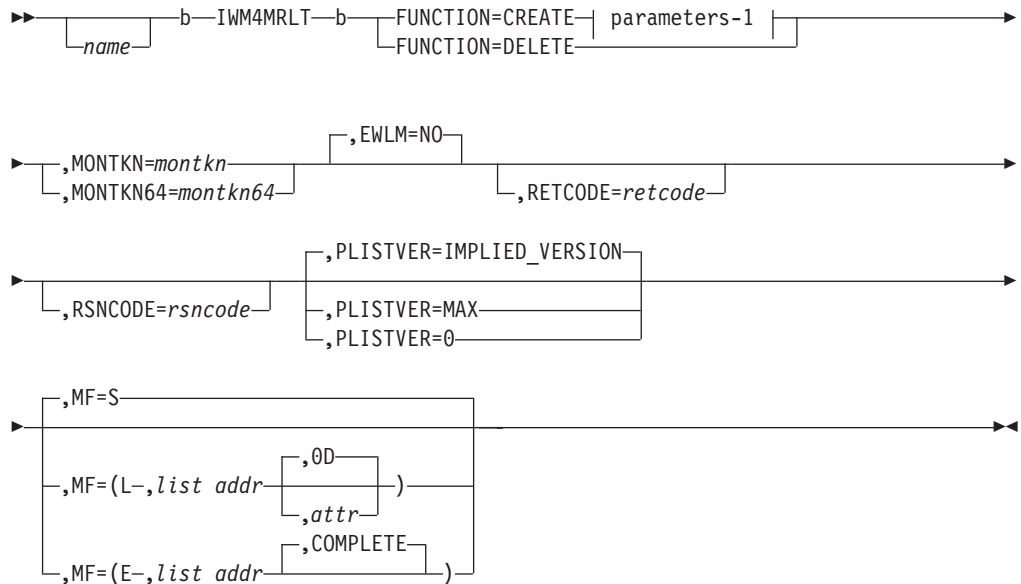 b IWM4MRLT b FUNCTION=CREATE parameters-1
name FUNCTION=DELETE
,EWLM=NO
,MONTKN=montkn
,MONTKN64=montkn64 ,RETCODE=retcode
,PLISTVER=IMPLIED_VERSION
,RSNCODE=rsncode ,PLISTVER=MAX
,PLISTVER=0
,MF=S
,0D
,MF=(L ,list addr )
,attr
,COMPLETE
,MF=(E ,list addr )